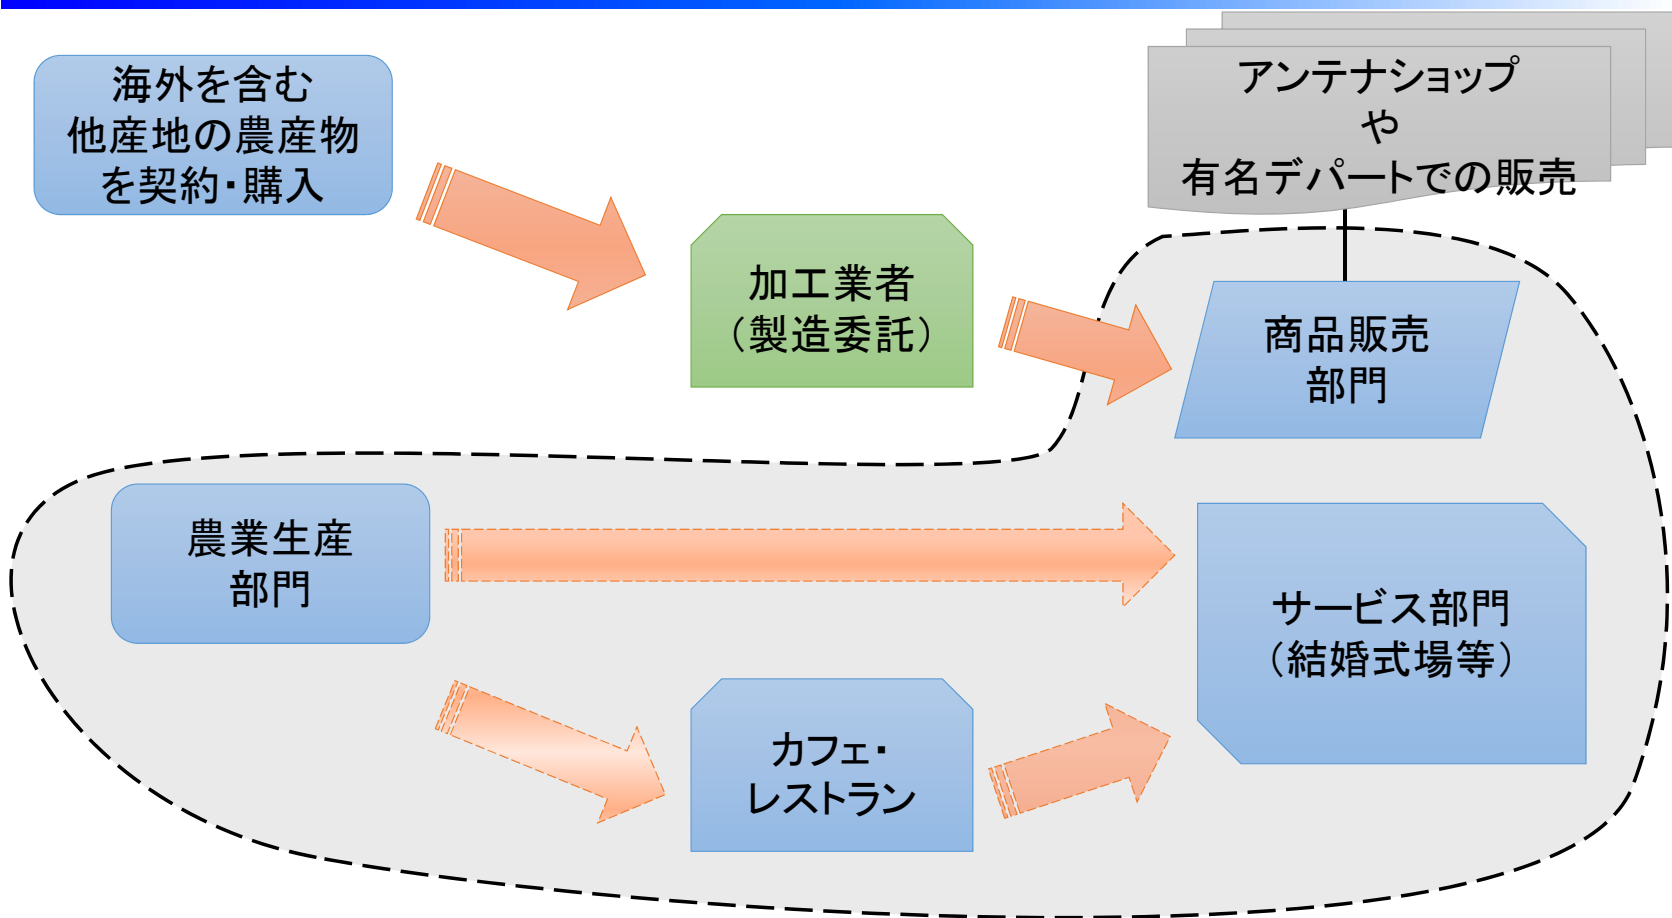 海外を含む
他産地の農産物
を契約・購入
アンテナショップ
や
有名デパートでの販売
加工業者
（製造委託）
商品販売
部門
農業生産
部門
サービス部門
（結婚式場等）
カフェ・
レストラン